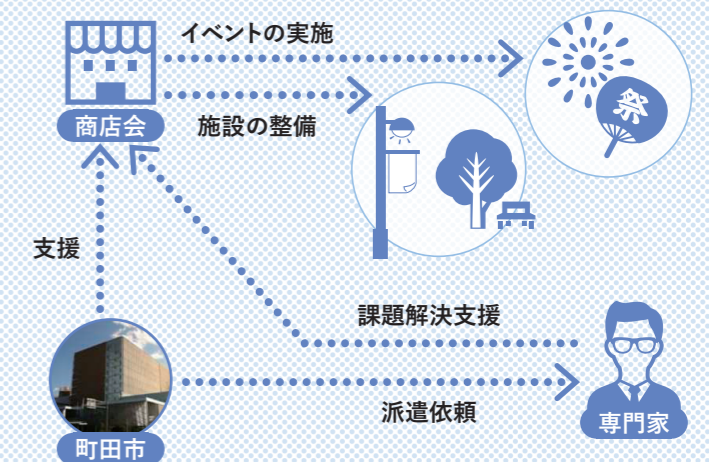 イベントの実施
祭
商店会
施設の整備
支援
課題解決支援
派遣依頼
専門家
町田市